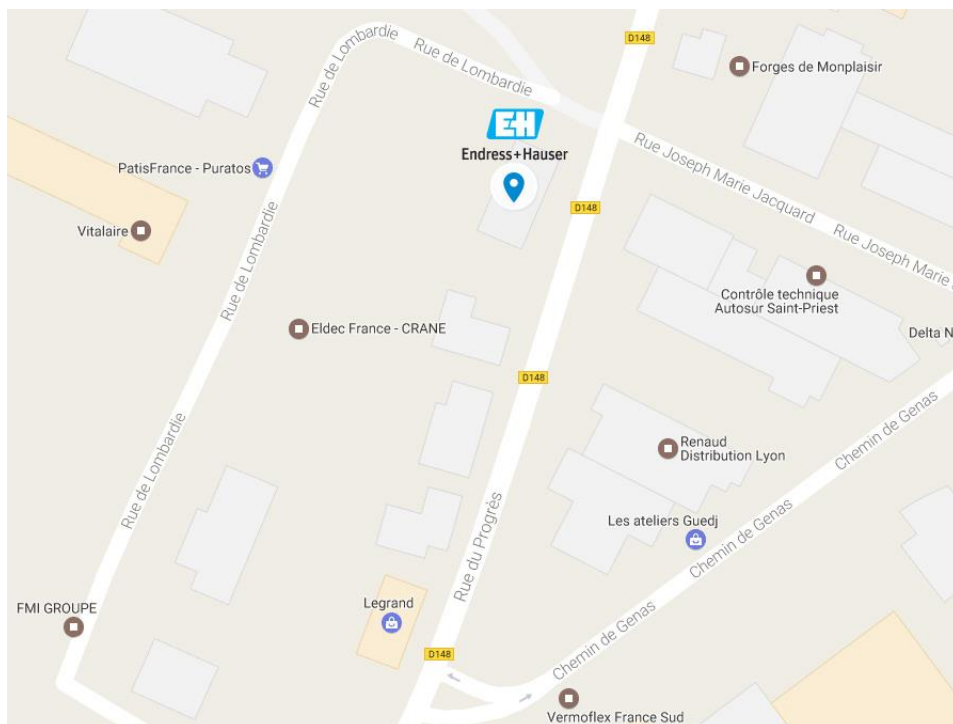 D148
Forges de Monplaisir
Rue de Lombardie
Rue de Lombardie
EH
Endress+Hauser
Rue Joseph Marie Jacquard
PatisFrance - Puratos
D148
Vitalaire
Rue Joseph Marie
Rue de Lombardie
Contrôle technique
Autosur Saint-Priest
Eldec France - CRANE
Delta N
D148
Chemin de Genas
Rue de Lombardie
Renaud
Distribution Lyon
Rue du Progrès
Les ateliers Guedj
Chemin de Genas
FMI GROUPE
Legrand
Chemin de Genas
D148
Vermoflex France Sud